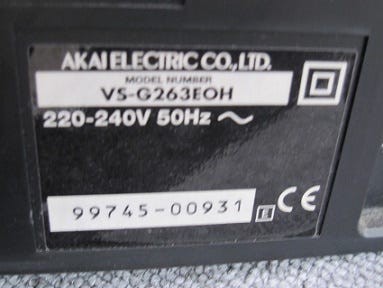 AKAI ELECTRIC CO., LTD.
MODEL NUMBER
VS-G263EOH
220-240V 50Hz ~
99745-00931
E CE